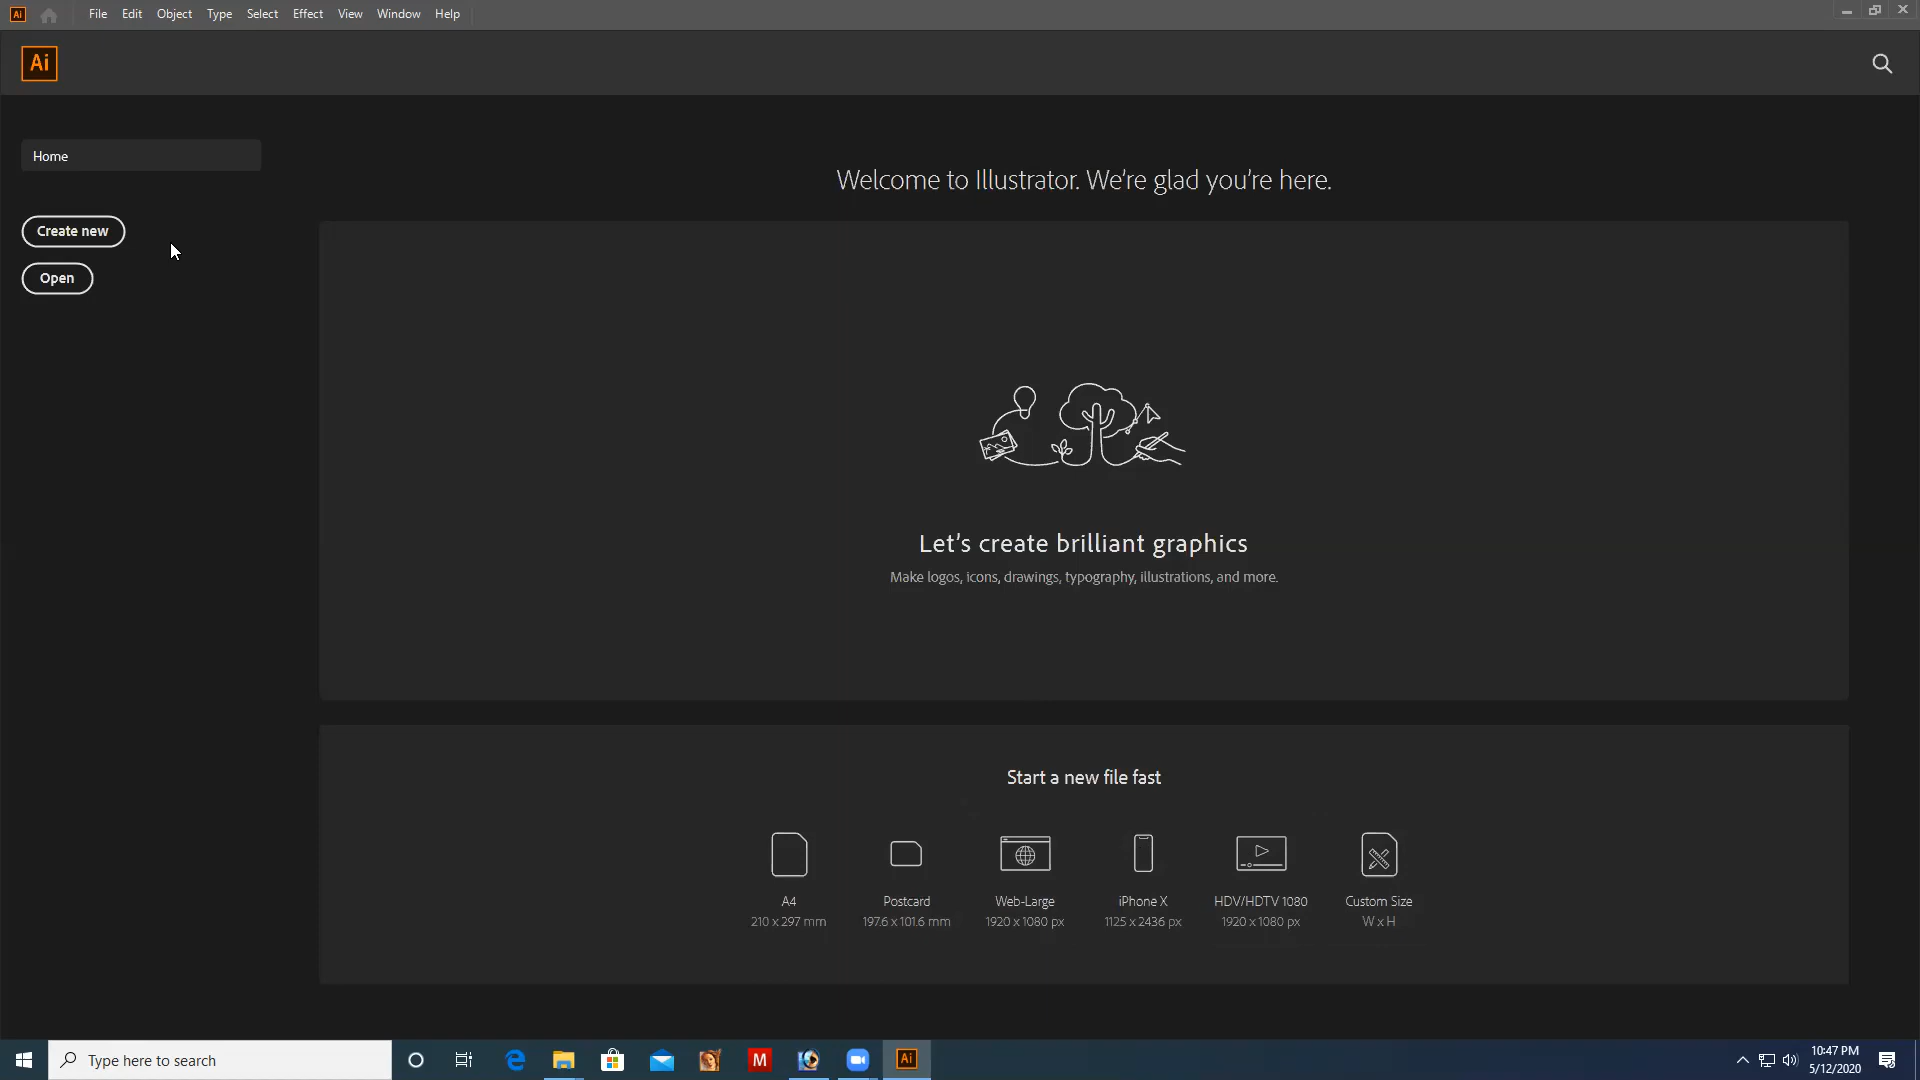 Ai File Edit Object Type Select Effect View Window Help
Ai
Home
Welcome to Illustrator. We're glad you're here.
Create new
Open
Let's create brilliant graphics
Make logos, icons, drawings, typography, illustrations, and more.
Start a new file fast
A4 Postcard Web-Large iPhone X HDV/HDTV 1080 Custom Size
210 x 297 mm 197.6 x 101.6 mm 1920 x 1080 px 1125 x 2436 px 1920 x 1080 px W x H
Type here to search M Ai 10:47 PM
5/12/2020